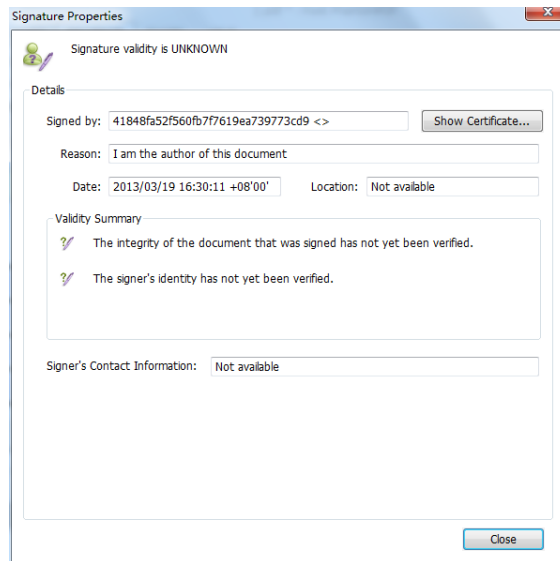 Signature Properties
Signature validity is UNKNOWN
Details
Signed by: 41848fa52f560fb7f7619ea739773cd9 <> Show Certificate...
Reason: I am the author of this document
Date: 2013/03/19 16:30:11 +08'00' Location: Not available
Validity Summary
The integrity of the document that was signed has not yet been verified.
The signer's identity has not yet been verified.
Signer's Contact Information: Not available
Close